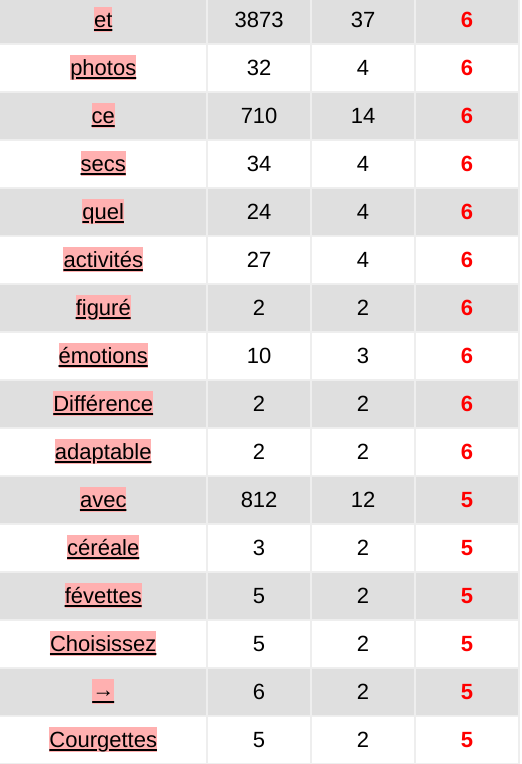 et 3873 37 6
photos 32 4 6
ce 710 14 6
secs 34 4 6
quel 24 4 6
activités 27 4 6
figuré 2 2 6
émotions 10 3 6
Différence 2 2 6
adaptable 2 2 6
avec 812 12 5
céréale 3 2 5
févettes 5 2 5
Choisissez 5 2 5
→ 6 2 5
Courgettes 5 2 5